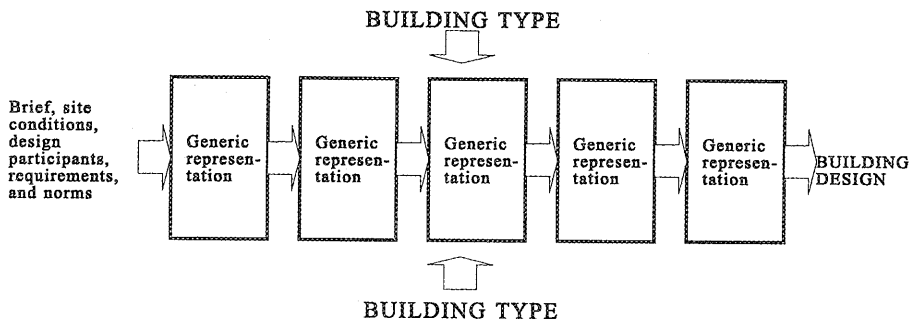 BUILDING TYPE
Brief, site
conditions,
design
participants,
requirements,
and norms
Generic
represen-
tation
Generic
represen-
tation
Generic
represen-
tation
Generic
represen-
tation
Generic
represen-
tation
BUILDING
DESIGN
BUILDING TYPE